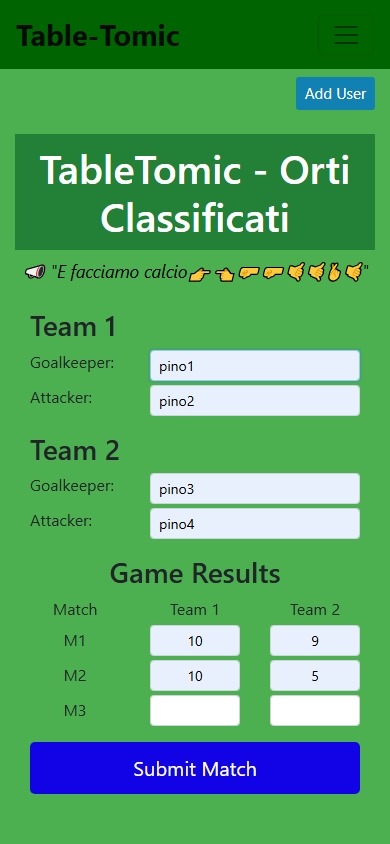 Table-Tomic
Add User
TableTomic - Orti
Classificati
📢 "E facciamo calcio👉👈🫳🫳🤙🤙🫰🤙"
Team 1
Goalkeeper: pino1
Attacker: pino2
Team 2
Goalkeeper: pino3
Attacker: pino4
Game Results
Match Team 1 Team 2
M1 10 9
M2 10 5
M3
Submit Match